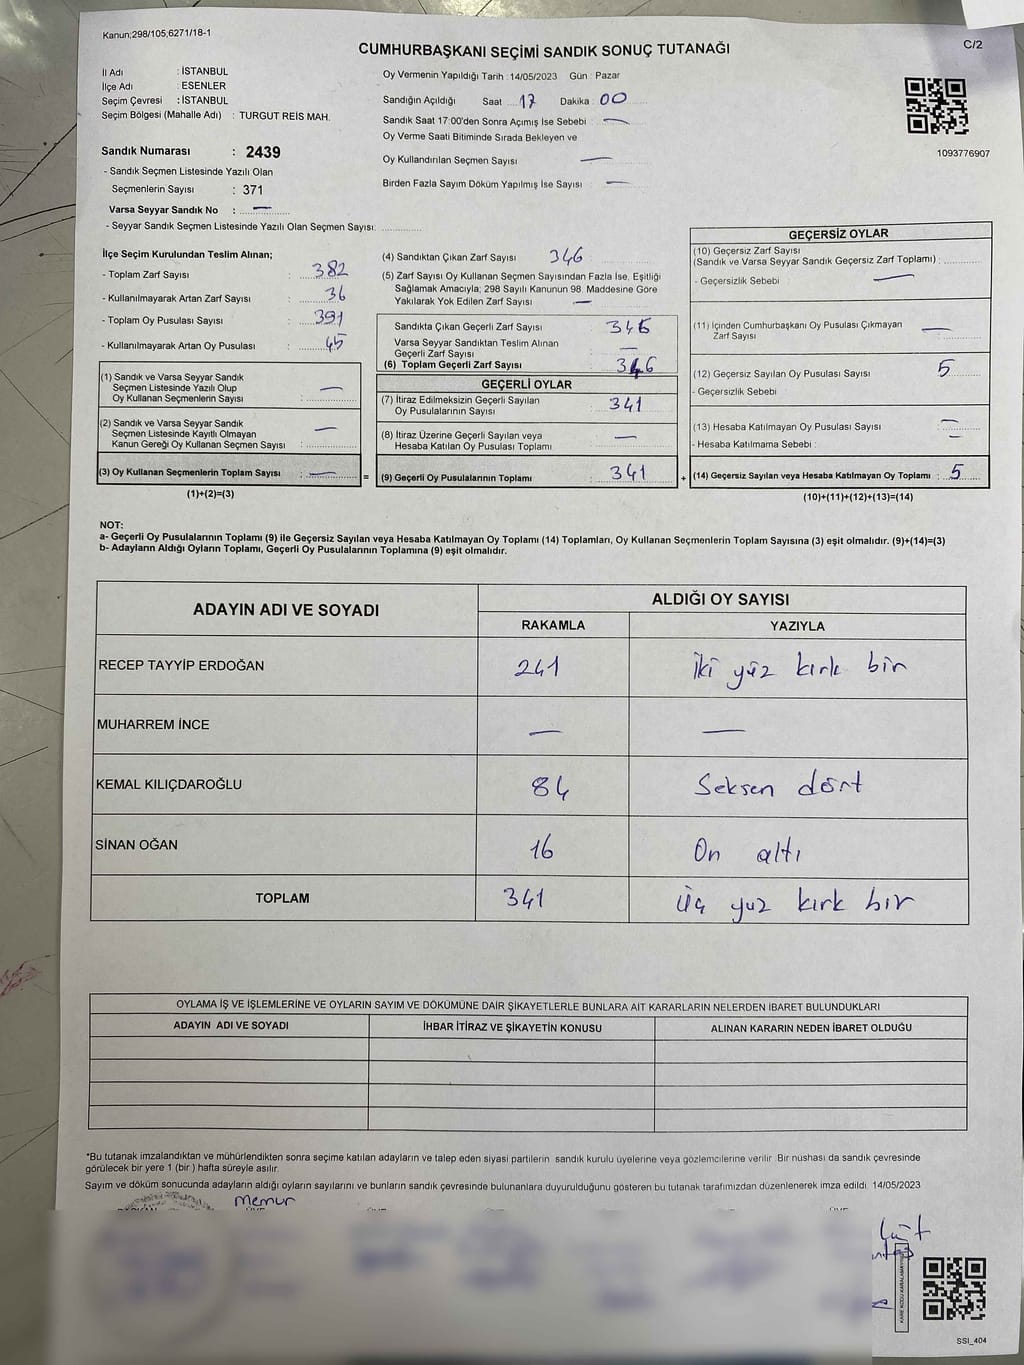 Kanun;298/105,6271/18-1
CUMHURBAŞKANI SEÇİMİ SANDIK SONUÇ TUTANAĞI
C/2
İl Adı : İSTANBUL
İlçe Adı : ESENLER
Seçim Çevresi : İSTANBUL
Seçim Bölgesi (Mahalle Adı) : TURGUT REİS MAH.
Sandık Numarası : 2439
- Sandık Seçmen Listesinde Yazılı Olan
Seçmenlerin Sayısı : 371
Varsa Seyyar Sandık No : —
- Seyyar Sandık Seçmen Listesinde Yazılı Olan Seçmen Sayısı:
Oy Vermenin Yapıldığı Tarih : 14/05/2023 Gün : Pazar
Sandığın Açıldığı Saat 17 Dakika 00
Sandık Saat 17:00'den Sonra Açımış İse Sebebi : —
Oy Verme Saati Bitiminde Sırada Bekleyen ve
Oy Kullandırılan Seçmen Sayısı —
Birden Fazla Sayım Döküm Yapılmış İse Sayısı : —
1093776907
İlçe Seçim Kurulundan Teslim Alınan;
- Toplam Zarf Sayısı : 382
- Kullanılmayarak Artan Zarf Sayısı : 36
- Toplam Oy Pusulası Sayısı : 391
- Kullanılmayarak Artan Oy Pusulası : 45
(1) Sandık ve Varsa Seyyar Sandık
Seçmen Listesinde Yazılı Olup
Oy Kullanan Seçmenlerin Sayısı : —
(2) Sandık ve Varsa Seyyar Sandık
Seçmen Listesinde Kayıtlı Olmayan
Kanun Gereği Oy Kullanan Seçmen Sayısı : —
(3) Oy Kullanan Seçmenlerin Toplam Sayısı : —
(1)+(2)=(3)
=
(4) Sandıktan Çıkan Zarf Sayısı : 346
(5) Zarf Sayısı Oy Kullanan Seçmen Sayısından Fazla İse, Eşitliği
Sağlamak Amacıyla; 298 Sayılı Kanunun 98. Maddesine Göre
Yakılarak Yok Edilen Zarf Sayısı : —
Sandıkta Çıkan Geçerli Zarf Sayısı 346
Varsa Seyyar Sandıktan Teslim Alınan
Geçerli Zarf Sayısı —
(6) Toplam Geçerli Zarf Sayısı : 346
GEÇERLİ OYLAR
(7) İtiraz Edilmeksizin Geçerli Sayılan
Oy Pusulalarının Sayısı : 341
(8) İtiraz Üzerine Geçerli Sayılan veya
Hesaba Katılan Oy Pusulası Toplamı : —
(9) Geçerli Oy Pusulalarının Toplamı : 341
+
GEÇERSİZ OYLAR
(10) Geçersiz Zarf Sayısı
(Sandık ve Varsa Seyyar Sandık Geçersiz Zarf Toplamı) :
- Geçersizlik Sebebi : —
(11) İçinden Cumhurbaşkanı Oy Pusulası Çıkmayan
Zarf Sayısı : —
(12) Geçersiz Sayılan Oy Pusulası Sayısı : 5
- Geçersizlik Sebebi :
(13) Hesaba Katılmayan Oy Pusulası Sayısı : —
- Hesaba Katılmama Sebebi : —
(14) Geçersiz Sayılan veya Hesaba Katılmayan Oy Toplamı : 5
(10)+(11)+(12)+(13)=(14)
NOT:
a- Geçerli Oy Pusulalarının Toplamı (9) ile Geçersiz Sayılan veya Hesaba Katılmayan Oy Toplamı (14) Toplamları, Oy Kullanan Seçmenlerin Toplam Sayısına (3) eşit olmalıdır. (9)+(14)=(3)
b- Adayların Aldığı Oyların Toplamı, Geçerli Oy Pusulalarının Toplamına (9) eşit olmalıdır.
ADAYIN ADI VE SOYADI ALDIĞI OY SAYISI
RAKAMLA YAZIYLA
RECEP TAYYİP ERDOĞAN 241 iki yüz kırk bir
MUHARREM İNCE — —
KEMAL KILIÇDAROĞLU 84 Seksen dört
SİNAN OĞAN 16 On altı
TOPLAM 341 üç yuz kırk bir
OYLAMA İŞ VE İŞLEMLERİNE VE OYLARIN SAYIM VE DÖKÜMÜNE DAİR ŞİKAYETLERLE BUNLARA AİT KARARLARIN NELERDEN İBARET BULUNDUKLARI
ADAYIN ADI VE SOYADI İHBAR İTİRAZ VE ŞİKAYETİN KONUSU ALINAN KARARIN NEDEN İBARET OLDUĞU
*Bu tutanak imzalandıktan ve mühürlendikten sonra seçime katılan adayların ve talep eden siyasi partilerin sandık kurulu üyelerine veya gözlemcilerine verilir. Bir nüshası da sandık çevresinde
görülecek bir yere 1 (bir) hafta süreyle asılır.
Sayım ve döküm sonucunda adayların aldığı oyların sayılarını ve bunların sandık çevresinde bulunanlara duyurulduğunu gösteren bu tutanak tarafımızdan düzenlenerek imza edildi. 14/05/2023
memur
KARE KODU KARALAMAYINIZ
SSI_404